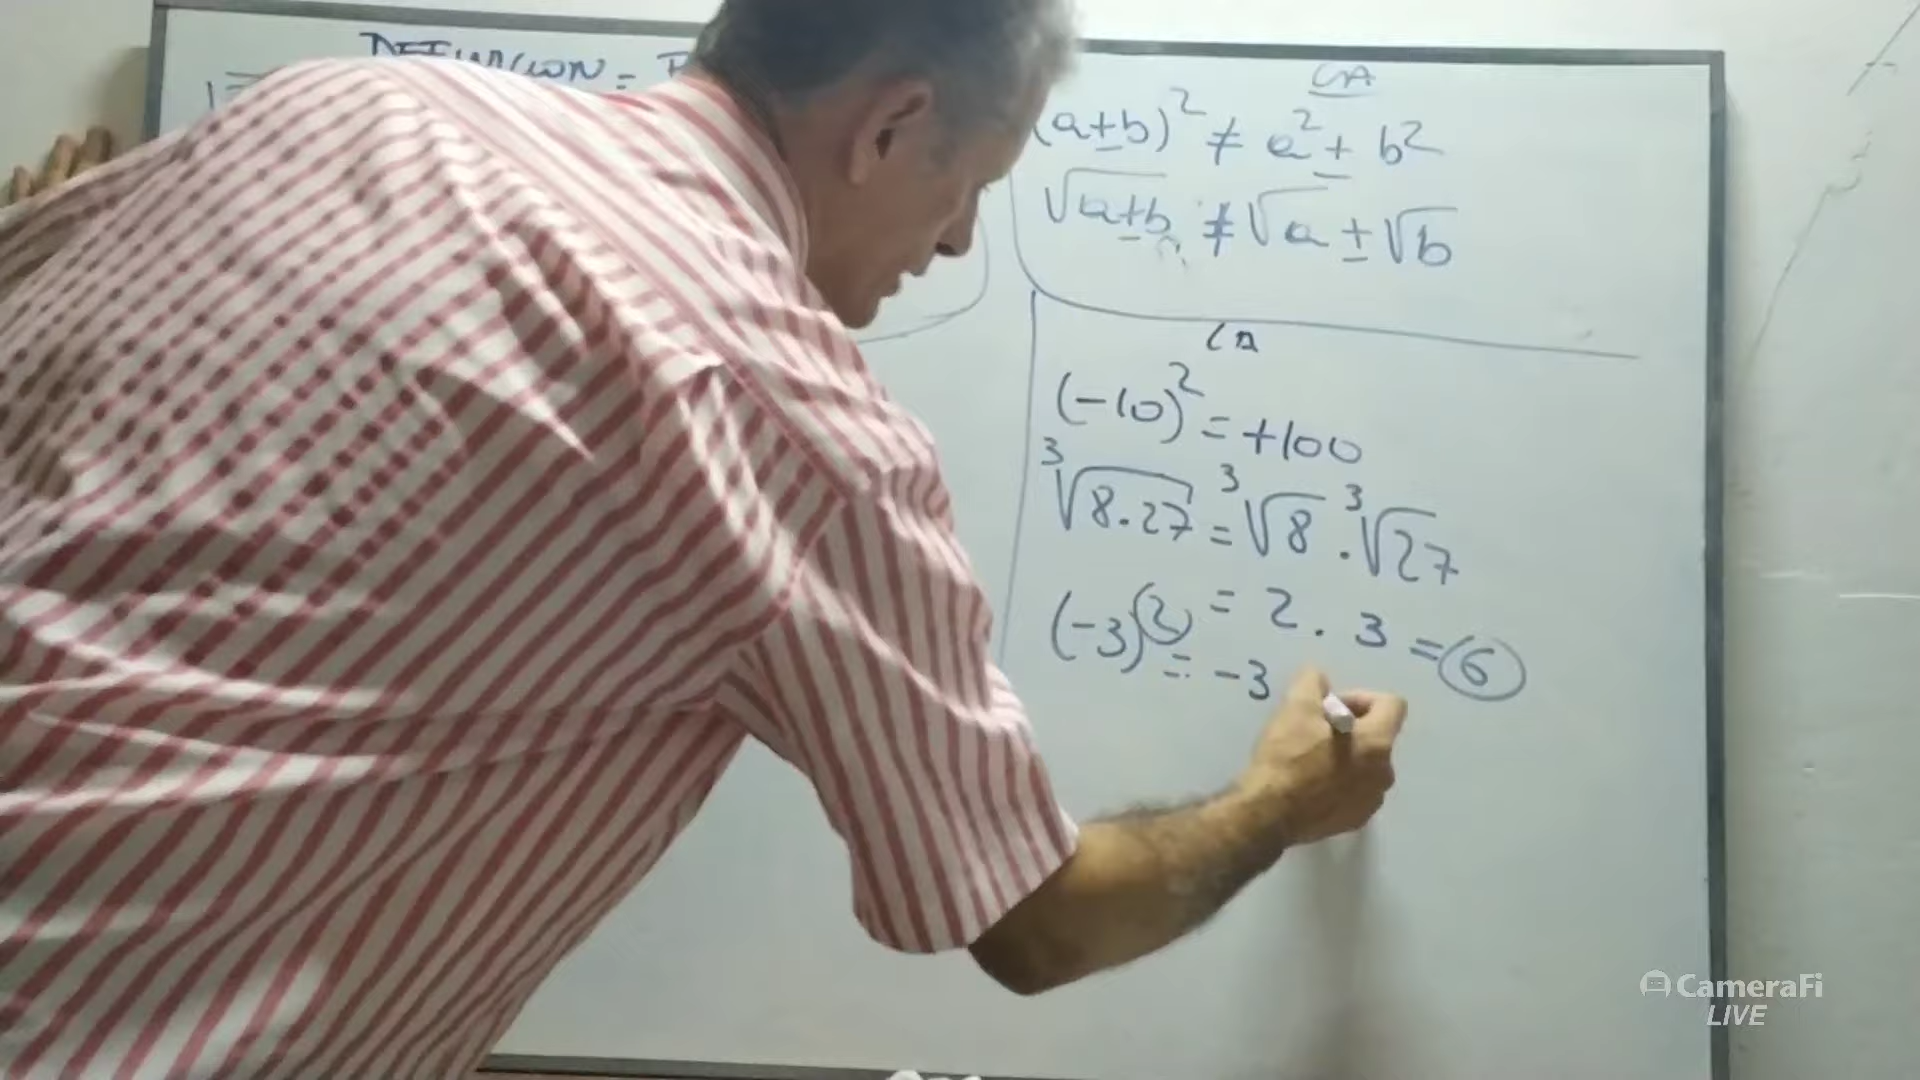 DEFINICION =
CA
(a±b)² ≠ a² ± b²
√a±b ≠ √a ± √b
CA
(-10)² = +100
³√8.27 = ³√8 . ³√27
= 2 . 3 = 6
(-3)² = -3
CameraFi
LIVE